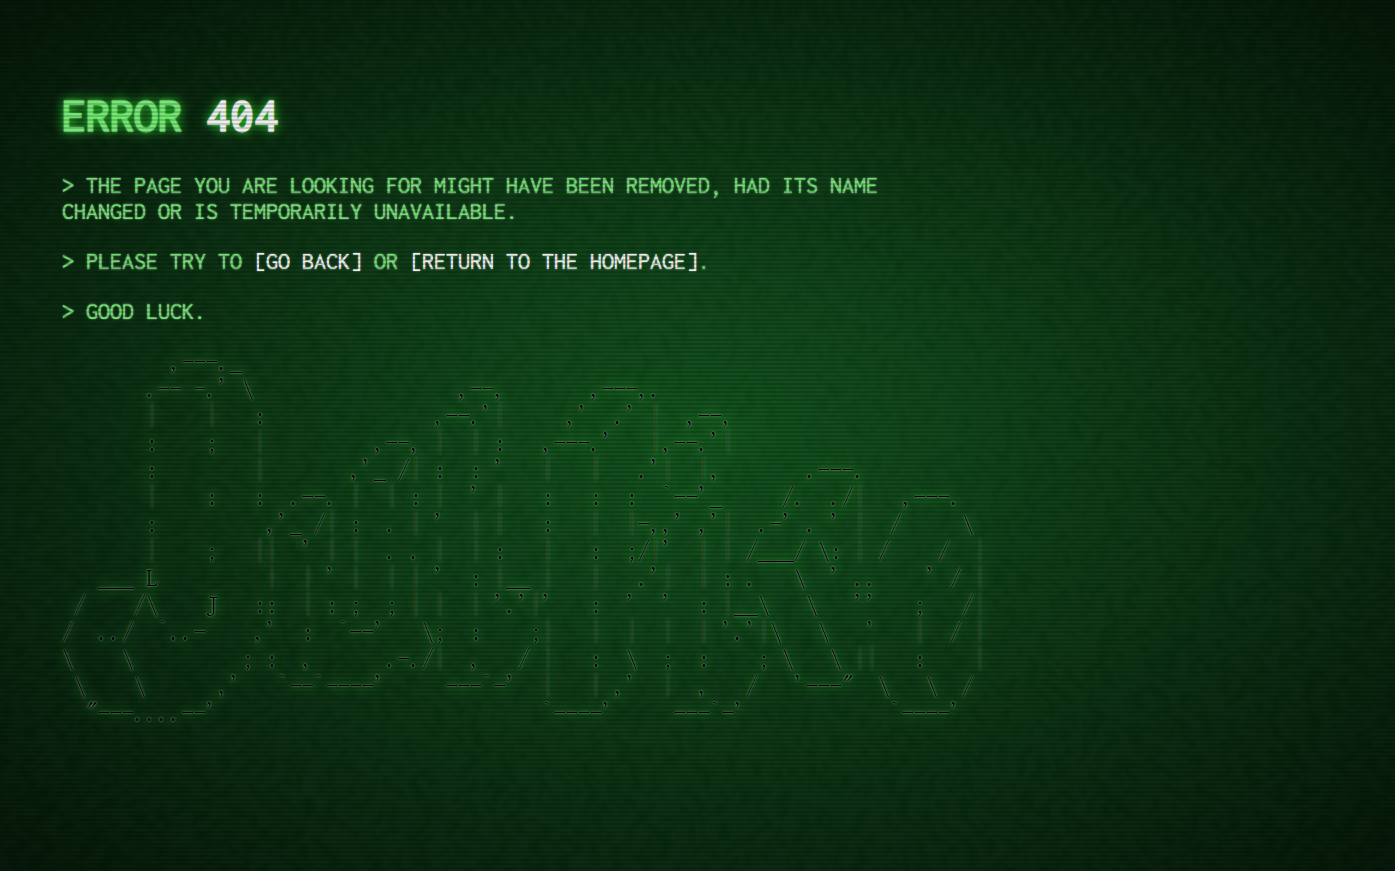 ERROR 404
> THE PAGE YOU ARE LOOKING FOR MIGHT HAVE BEEN REMOVED, HAD ITS NAME
CHANGED OR IS TEMPORARILY UNAVAILABLE.
> PLEASE TRY TO [GO BACK] OR [RETURN TO THE HOMEPAGE].
> GOOD LUCK.